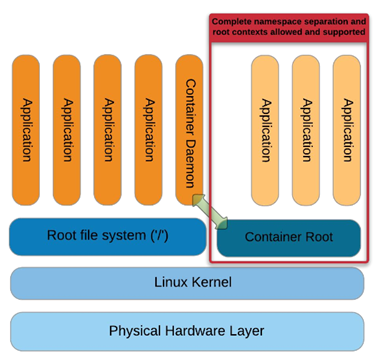 Complete namespace separation and
root contexts allowed and supported
Application
Application
Application
Application
Container Daemon
Application
Application
Application
Root file system ('/')
Container Root
Linux Kernel
Physical Hardware Layer